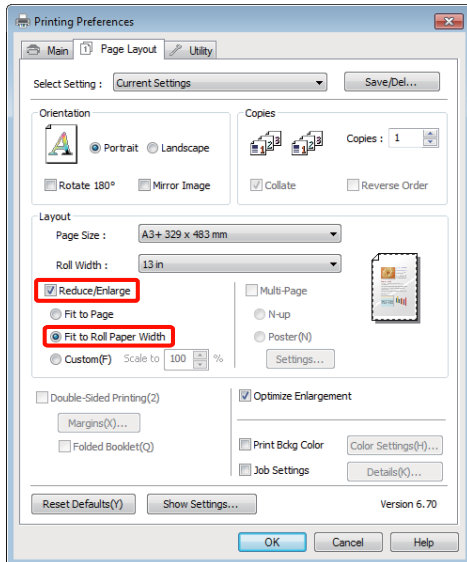 Printing Preferences
Main Page Layout Utility
Select Setting : Current Settings Save/Del...
Orientation
Portrait Landscape
Rotate 180° Mirror Image
Copies
Copies : 1
Collate Reverse Order
Layout
Page Size : A3+ 329 x 483 mm
Roll Width : 13 in
Reduce/Enlarge
Fit to Page
Fit to Roll Paper Width
Custom(F) Scale to 100 %
Multi-Page
N-up
Poster(N)
Settings...
Double-Sided Printing(2)
Margins(X)...
Folded Booklet(Q)
Optimize Enlargement
Print Bckg Color Color Settings(H)...
Job Settings Details(K)...
Reset Defaults(Y) Show Settings... Version 6.70
OK Cancel Help